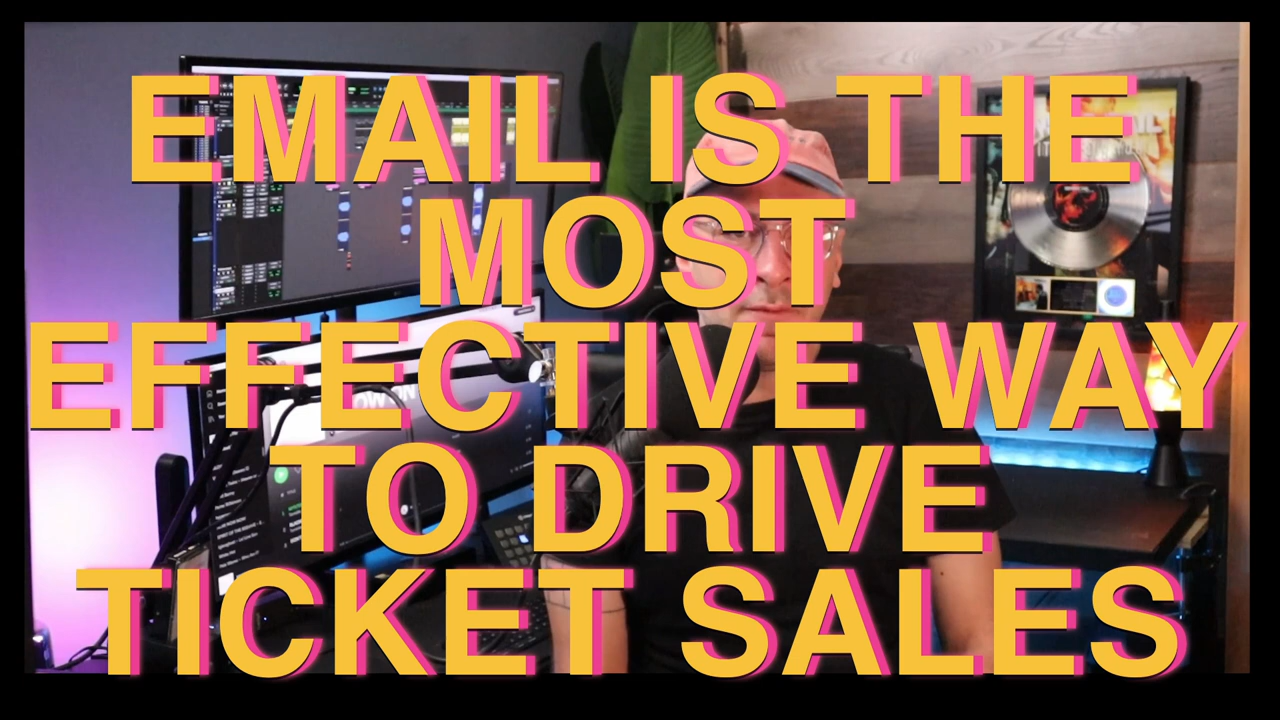 EMAIL IS THE
MOST
EFFECTIVE WAY
TO DRIVE
TICKET SALES